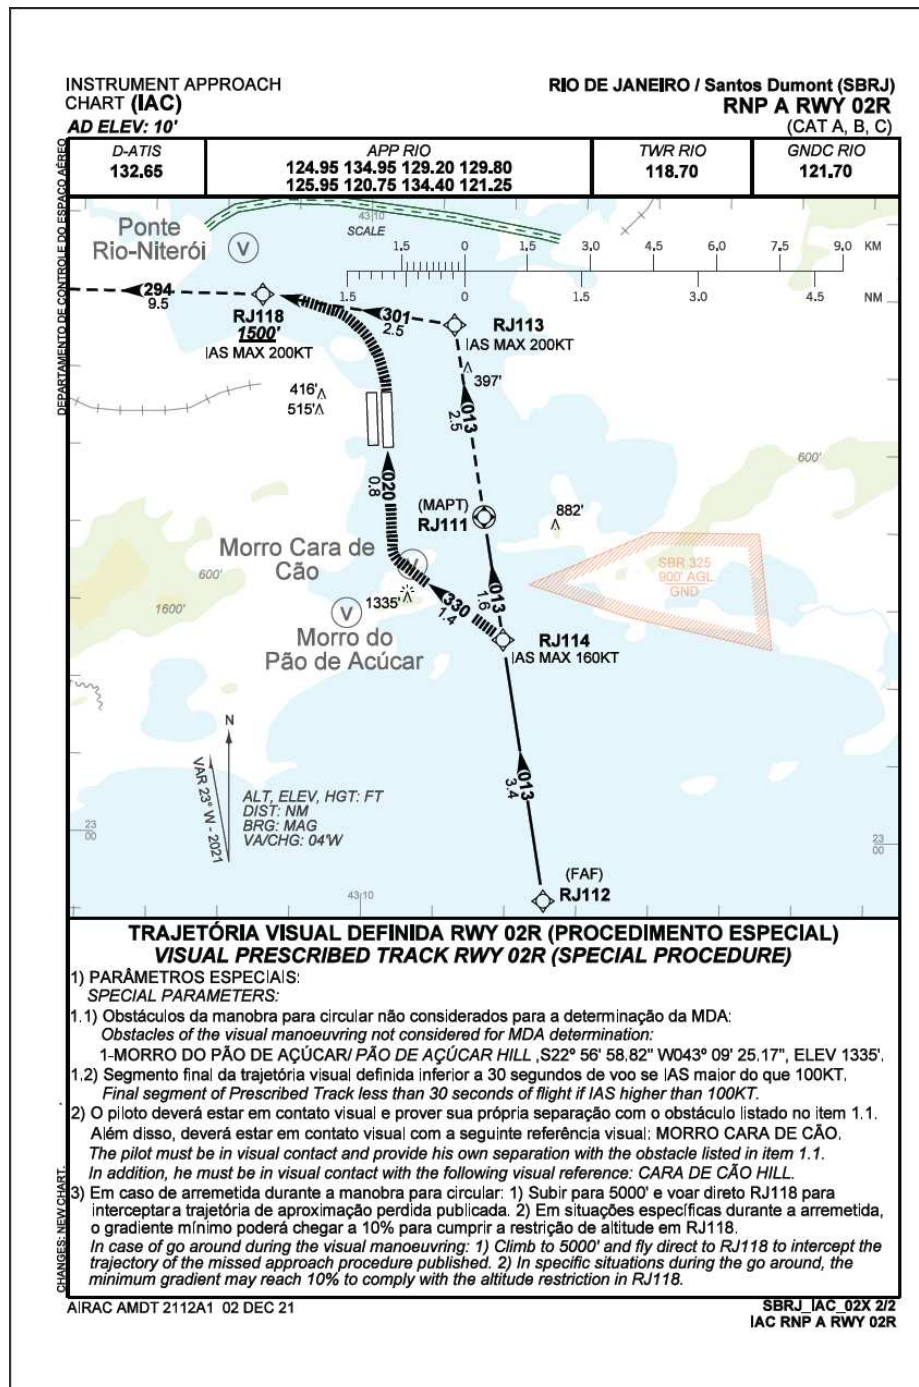 INSTRUMENT APPROACH
CHART (IAC)
AD ELEV: 10'
RIO DE JANEIRO / Santos Dumont (SBRJ)
RNP A RWY 02R
(CAT A, B, C)
D-ATIS
132.65
APP RIO
124.95 134.95 129.20 129.80
125.95 120.75 134.40 121.25
TWR RIO
118.70
GNDC RIO
121.70
DEPARTAMENTO DE CONTROLE DO ESPAÇO AÉREO
Ponte
Rio-Niterói
V
43 10
SCALE
1.5 0 1.5 3.0 4.5 6.0 7.5 9.0 KM
1.5 0 1.5 3.0 4.5 NM
294
9.5
RJ118
1500'
IAS MAX 200KT
301
2.5
RJ113
IAS MAX 200KT
397'
416'
515'
013
2.5
020
0.8
600'
(MAPT)
RJ111
882'
Morro Cara de
Cão
V
SBR 325
900' AGL
GND
600'
1600'
1335'
V
Morro do
Pão de Acúcar
330
1.4
013
1.6
RJ114
IAS MAX 160KT
N
VAR 23° W - 2021
ALT, ELEV, HGT: FT
DIST: NM
BRG: MAG
VA/CHG: 04'W
013
3.4
23
00
23
00
43 10
(FAF)
RJ112
TRAJETÓRIA VISUAL DEFINIDA RWY 02R (PROCEDIMENTO ESPECIAL)
VISUAL PRESCRIBED TRACK RWY 02R (SPECIAL PROCEDURE)
1) PARÂMETROS ESPECIAIS:
SPECIAL PARAMETERS:
1.1) Obstáculos da manobra para circular não considerados para a determinação da MDA:
Obstacles of the visual manoeuvring not considered for MDA determination:
1-MORRO DO PÃO DE AÇÚCAR/ PÃO DE AÇÚCAR HILL ,S22º 56' 58.82" W043º 09' 25.17", ELEV 1335'.
1.2) Segmento final da trajetória visual definida inferior a 30 segundos de voo se IAS maior do que 100KT.
Final segment of Prescribed Track less than 30 seconds of flight if IAS higher than 100KT.
2) O piloto deverá estar em contato visual e prover sua própria separação com o obstáculo listado no item 1.1.
Além disso, deverá estar em contato visual com a seguinte referência visual: MORRO CARA DE CÃO.
The pilot must be in visual contact and provide his own separation with the obstacle listed in item 1.1.
In addition, he must be in visual contact with the following visual reference: CARA DE CÃO HILL.
3) Em caso de arremetida durante a manobra para circular: 1) Subir para 5000' e voar direto RJ118 para
interceptar a trajetória de aproximação perdida publicada. 2) Em situações específicas durante a arremetida,
o gradiente mínimo poderá chegar a 10% para cumprir a restrição de altitude em RJ118.
In case of go around during the visual manoeuvring: 1) Climb to 5000' and fly direct to RJ118 to intercept the
trajectory of the missed approach procedure published. 2) In specific situations during the go around, the
minimum gradient may reach 10% to comply with the altitude restriction in RJ118.
CHANGES: NEW CHART.
AIRAC AMDT 2112A1 02 DEC 21
SBRJ_IAC_02X 2/2
IAC RNP A RWY 02R